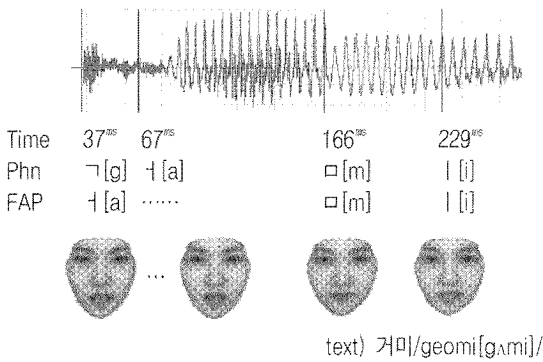 Time 37ms 67ms 166ms 229ms
Phn ㄱ[g] ㅓ[a] ㅁ[m] ㅣ[i]
FAP ㅓ[a] ...... ㅁ[m] ㅣ[i]
...
text) 거미/geomi[gʌmi]/